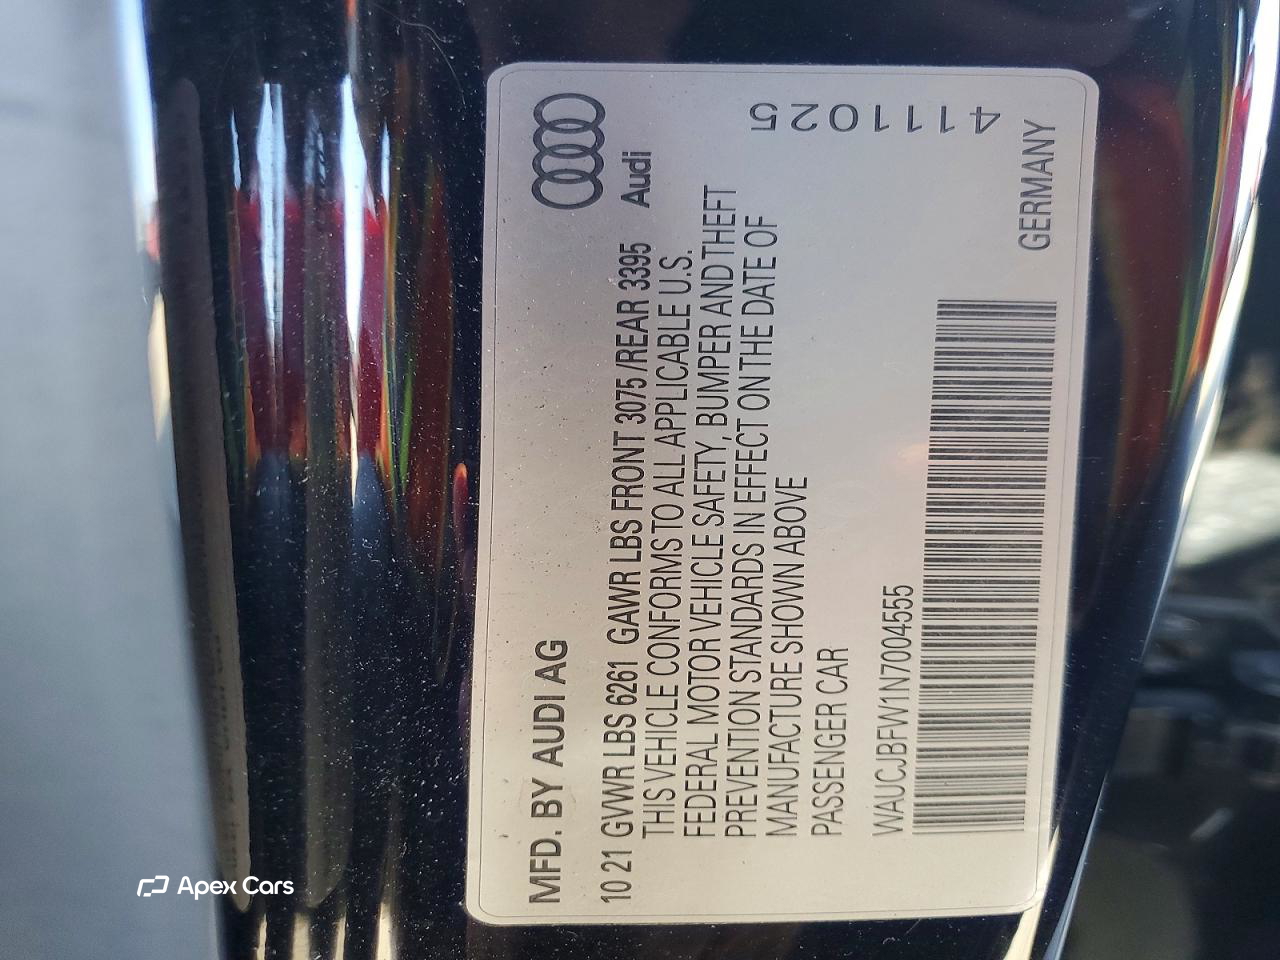 MFD. BY AUDI AG
10 21 GVWR LBS 6261 GAWR LBS FRONT 3075 /REAR 3395
Audi
THIS VEHICLE CONFORMS TO ALL APPLICABLE U.S.
FEDERAL MOTOR VEHICLE SAFETY, BUMPER AND THEFT
PREVENTION STANDARDS IN EFFECT ON THE DATE OF
MANUFACTURE SHOWN ABOVE
PASSENGER CAR
WAUCJBFW1N7004555
GERMANY
411025
Apex Cars